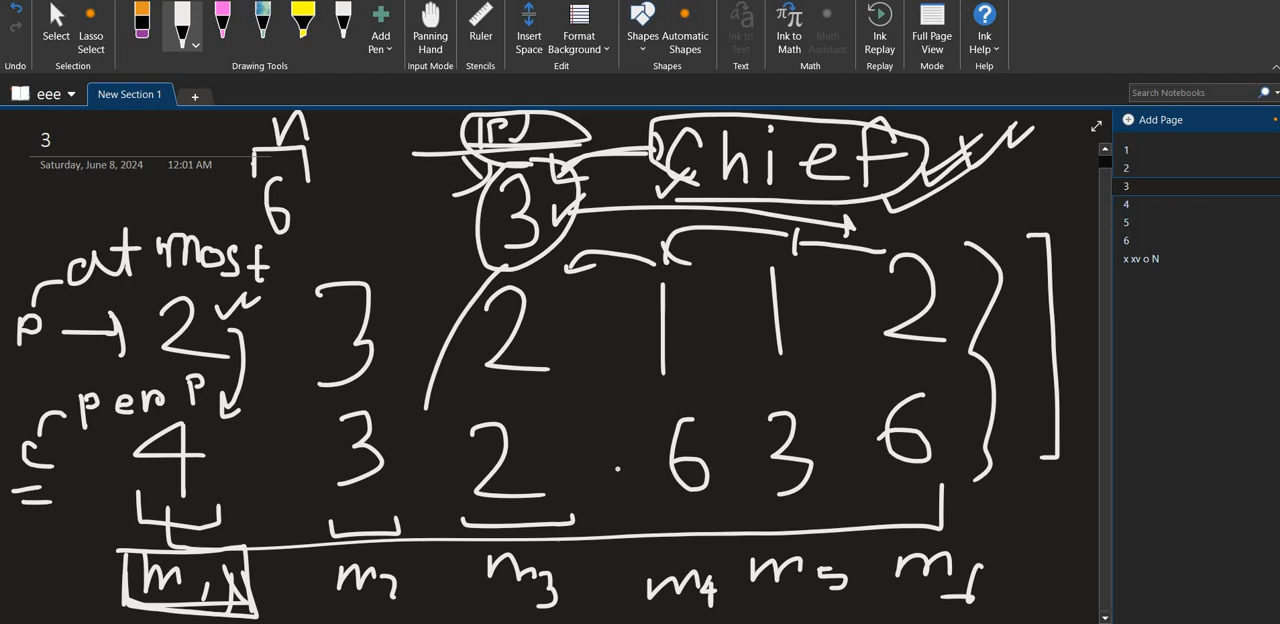 Undo
Select
Lasso
Select
Selection
Add
Pen
Drawing Tools
Panning
Hand
Input Mode
Ruler
Stencils
Insert
Space
Format
Background
Edit
Shapes
Automatic
Shapes
Shapes
Ink to
Text
Text
Ink to
Math
Math
Assistant
Math
Ink
Replay
Replay
Full Page
View
Mode
Ink
Help
Help
eee
New Section 1
Search Notebooks
Add Page
1
2
3
4
5
6
x xv o N
3
Saturday, June 8, 2024 12:01 AM
n
6
3
Chief
at most
P → 2 3 2 1 1 2
per P
C 4 3 2 6 3 6
m1 m2 m3 m4 m5 m6